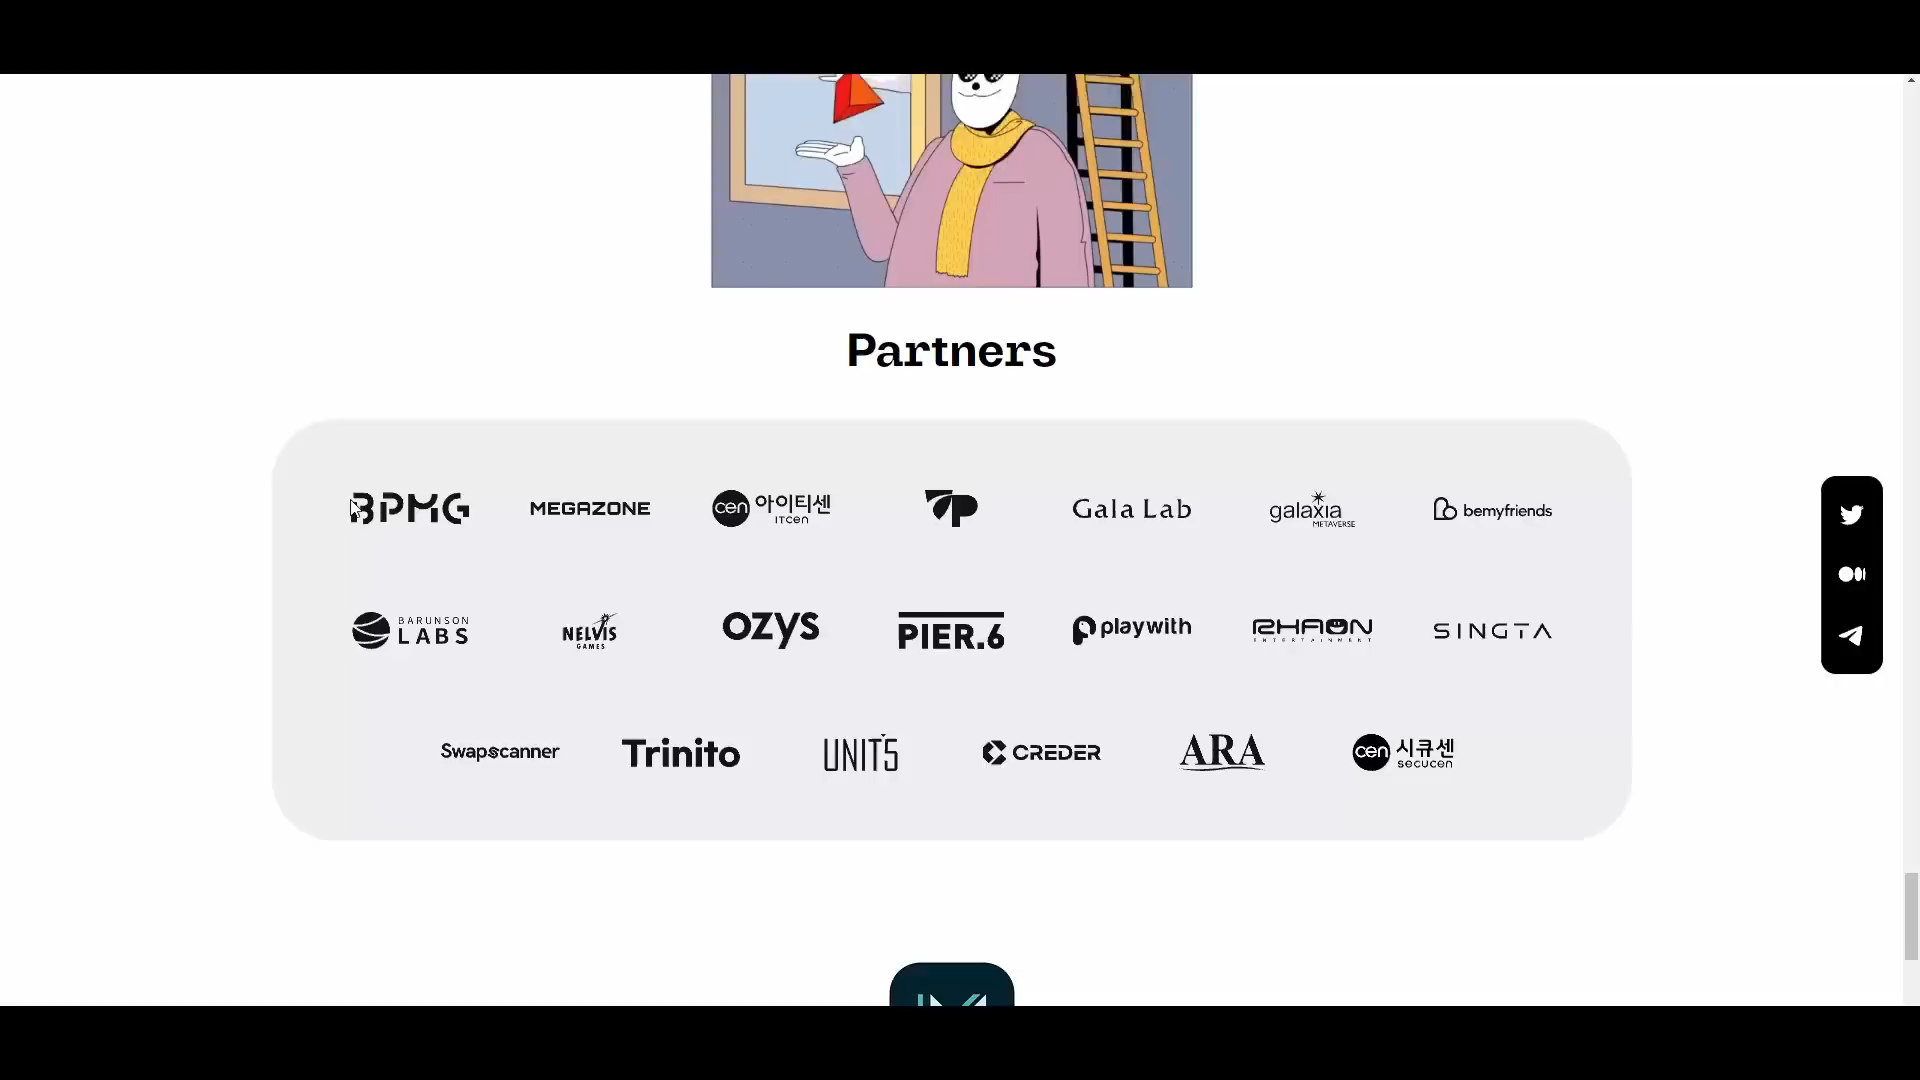 Partners
BPMG
MEGAZONE
cen 아이티센
ITCEN
Gala Lab
galaxia
METAVERSE
bemyfriends
BARUNSON
LABS
NELVIS
GAMES
OZYS
PIER.6
playwith
RHAON
ENTERTAINMENT
SINGTA
Swapscanner
Trinito
UNIT5
CREDER
ARA
cen 시큐센
secucen